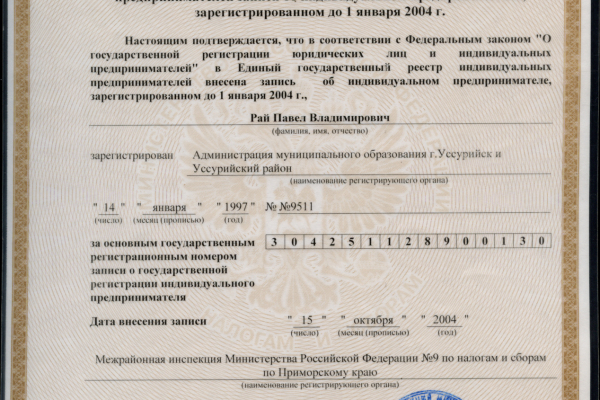 зарегистрированном до 1 января 2004 г.
Настоящим подтверждается, что в соответствии с Федеральным законом "О
государственной регистрации юридических лиц и индивидуальных
предпринимателей" в Единый государственный реестр индивидуальных
предпринимателей внесена запись об индивидуальном предпринимателе,
зарегистрированном до 1 января 2004 г.,
Рай Павел Владимирович
(фамилия, имя, отчество)
зарегистрирован Администрация муниципального образования г.Уссурийск и
Уссурийский район
(наименование регистрирующего органа)
" 14 " " января " "1997 " № №9511
(число) (месяц (прописью) (год)
за основным государственным 3 0 4 2 5 1 1 2 8 9 0 0 1 3 0
регистрационным номером
записи о государственной
регистрации индивидуального
предпринимателя
Дата внесения записи " 15 " " октября " " 2004 "
(число) (месяц (прописью) (год)
Межрайонная инспекция Министерства Российской Федерации №9 по налогам и сборам
по Приморскому краю
(наименование регистрирующего органа)